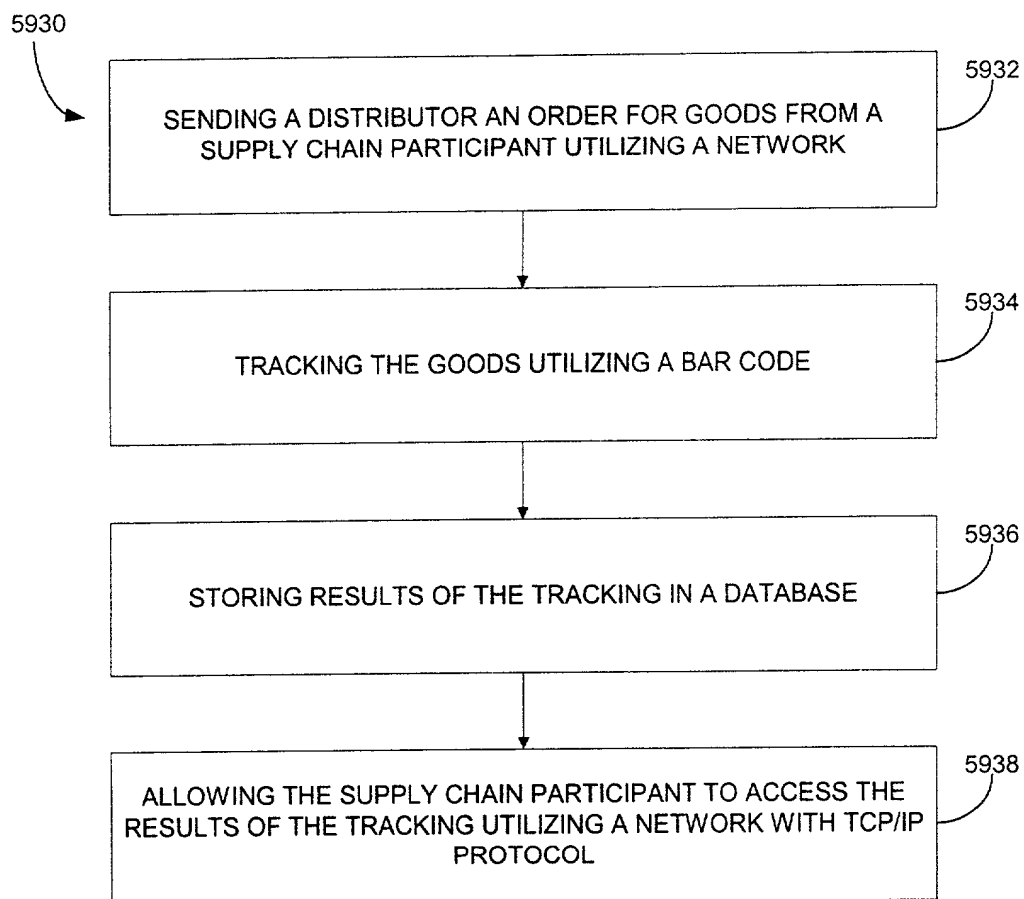 5930
5932
SENDING A DISTRIBUTOR AN ORDER FOR GOODS FROM A
SUPPLY CHAIN PARTICIPANT UTILIZING A NETWORK
5934
TRACKING THE GOODS UTILIZING A BAR CODE
5936
STORING RESULTS OF THE TRACKING IN A DATABASE
5938
ALLOWING THE SUPPLY CHAIN PARTICIPANT TO ACCESS THE
RESULTS OF THE TRACKING UTILIZING A NETWORK WITH TCP/IP
PROTOCOL